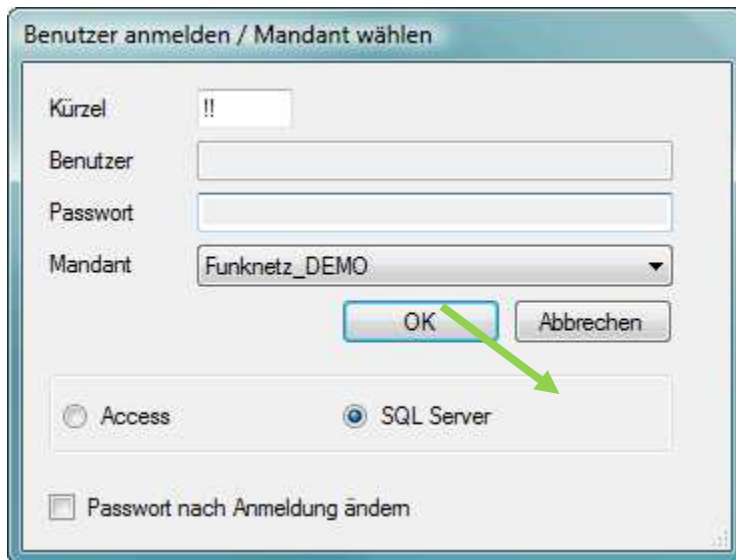 Benutzer anmelden / Mandant wählen
Kürzel !!
Benutzer
Passwort
Mandant Funknetz_DEMO
OK Abbrechen
Access SQL Server
Passwort nach Anmeldung ändern